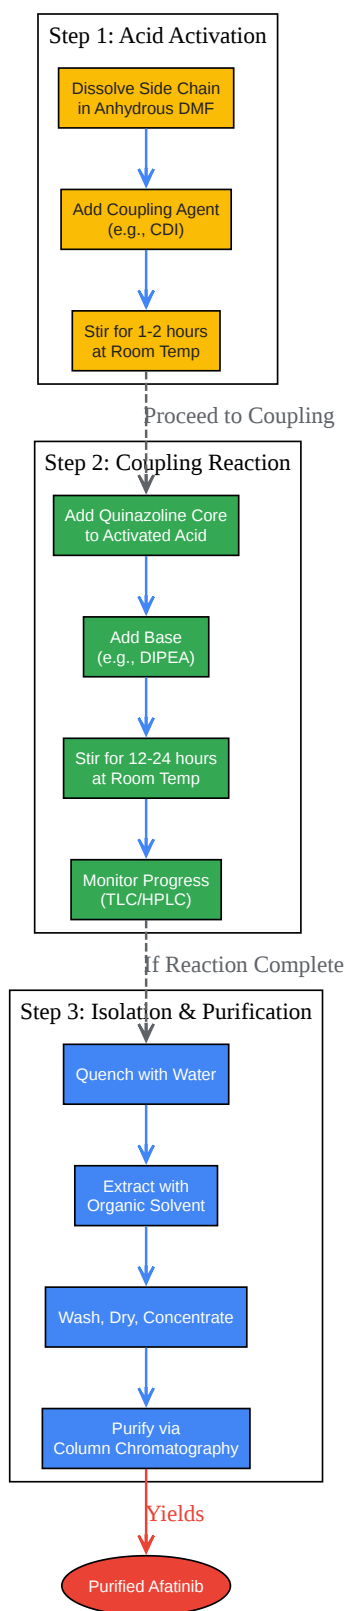 Step 1: Acid Activation
Dissolve Side Chain
in Anhydrous DMF
Add Coupling Agent
(e.g., CDI)
Stir for 1-2 hours
at Room Temp
Proceed to Coupling
Step 2: Coupling Reaction
Add Quinazoline Core
to Activated Acid
Add Base
(e.g., DIPEA)
Stir for 12-24 hours
at Room Temp
Monitor Progress
(TLC/HPLC)
If Reaction Complete
Step 3: Isolation & Purification
Quench with Water
Extract with
Organic Solvent
Wash, Dry, Concentrate
Purify via
Column Chromatography
Yields
Purified Afatinib